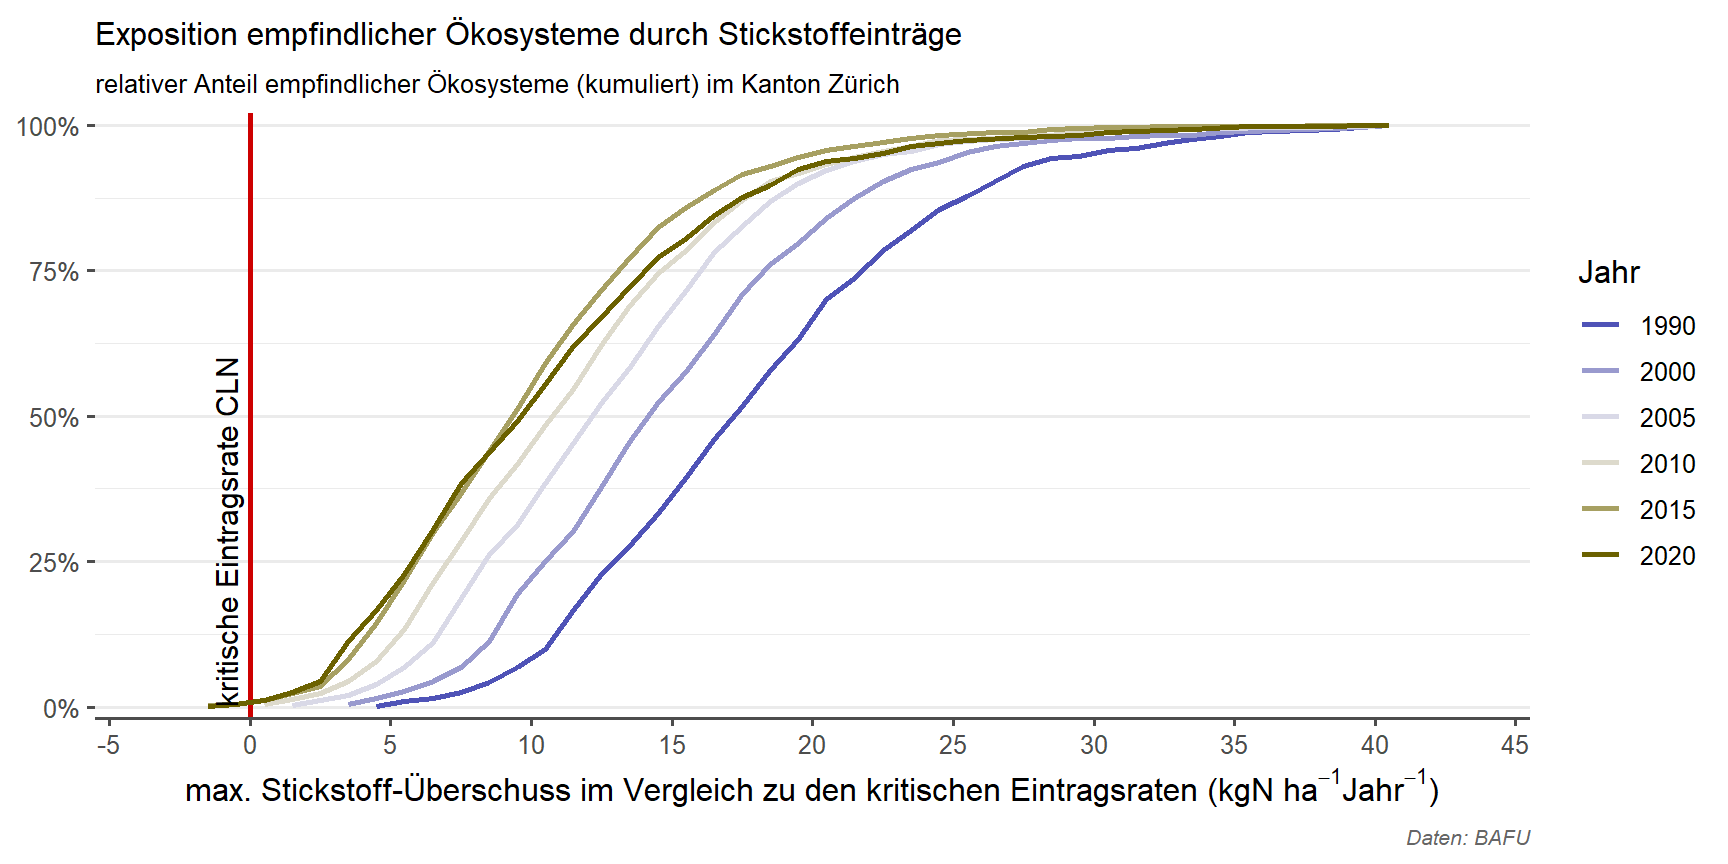 Exposition empfindlicher Ökosysteme durch Stickstoffeinträge
relativer Anteil empfindlicher Ökosysteme (kumuliert) im Kanton Zürich
100%
75%
50%
25%
0%
kritische Eintragsrate CLN
-5 0 5 10 15 20 25 30 35 40 45
max. Stickstoff-Überschuss im Vergleich zu den kritischen Eintragsraten (kgN ha⁻¹Jahr⁻¹)
Jahr
1990
2000
2005
2010
2015
2020
Daten: BAFU